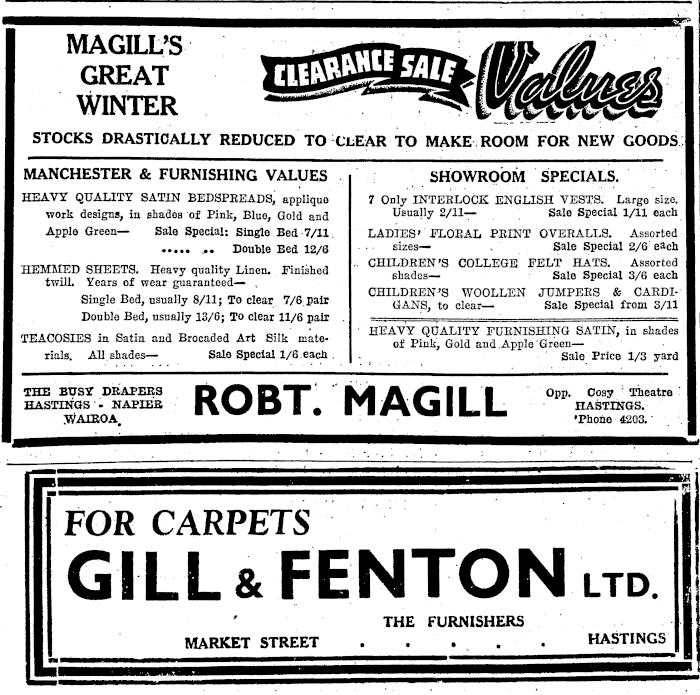 MAGILL'S
GREAT
WINTER
CLEARANCE SALE Values
STOCKS DRASTICALLY REDUCED TO CLEAR TO MAKE ROOM FOR NEW GOODS.
MANCHESTER & FURNISHING VALUES
HEAVY QUALITY SATIN BEDSPREADS, applique
work designs, in shades of Pink, Blue, Gold and
Apple Green— Sale Special: Single Bed 7/11
..... .. Double Bed 12/6
HEMMED SHEETS. Heavy quality Linen. Finished
twill. Years of wear guaranteed—
Single Bed, usually 8/11; To clear 7/6 pair
Double Bed, usually 13/6; To clear 11/6 pair
TEACOSIES in Satin and Brocaded Art Silk mate-
rials. All shades— Sale Special 1/6 each
SHOWROOM SPECIALS.
7 Only INTERLOCK ENGLISH VESTS. Large size.
Usually 2/11— Sale Special 1/11 each
LADIES' FLORAL PRINT OVERALLS. Assorted
sizes— Sale Special 2/6 each
CHILDREN'S COLLEGE FELT HATS. Assorted
shades— Sale Special 3/6 each
CHILDREN'S WOOLLEN JUMPERS & CARDI-
GANS, to clear— Sale Special from 3/11
HEAVY QUALITY FURNISHING SATIN, in shades
of Pink, Gold and Apple Green—
Sale Price 1/3 yard
THE BUSY DRAPERS
HASTINGS - NAPIER
WAIROA.
ROBT. MAGILL
Opp. Cosy Theatre
HASTINGS.
'Phone 4203.
FOR CARPETS
GILL & FENTON LTD.
THE FURNISHERS
MARKET STREET . . . . . HASTINGS